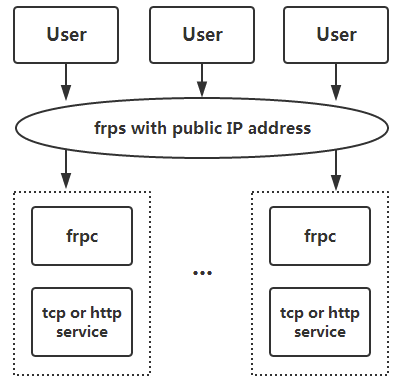 User
User
User
frps with public IP address
frpc
frpc
...
tcp or http
service
tcp or http
service